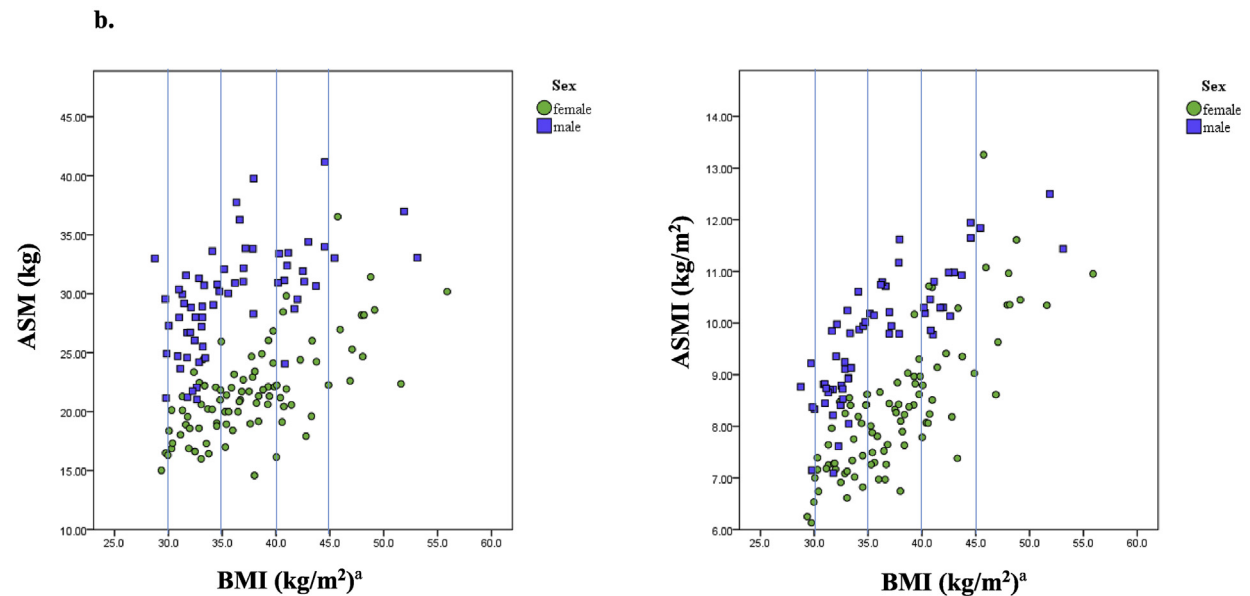 b.
Sex
female
male
45.00
40.00
35.00
30.00
25.00
20.00
15.00
10.00
ASM (kg)
25.0 30.0 35.0 40.0 45.0 50.0 55.0 60.0
BMI (kg/m²)ᵃ
Sex
female
male
14.00
13.00
12.00
11.00
10.00
9.00
8.00
7.00
6.00
ASMI (kg/m²)
25.0 30.0 35.0 40.0 45.0 50.0 55.0 60.0
BMI (kg/m²)ᵃ